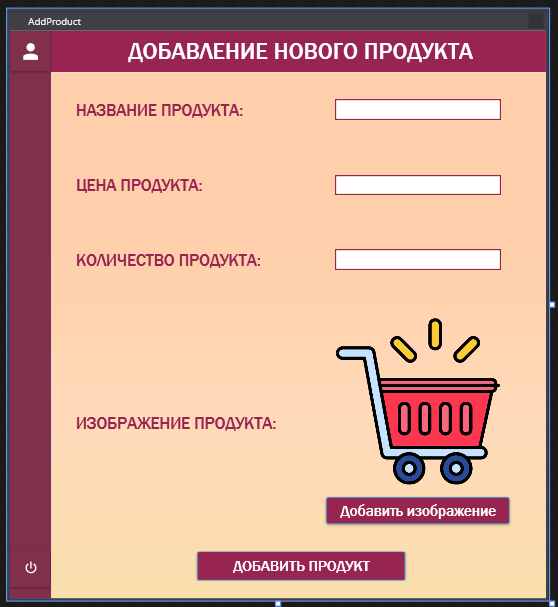 AddProduct
ДОБАВЛЕНИЕ НОВОГО ПРОДУКТА
НАЗВАНИЕ ПРОДУКТА:
ЦЕНА ПРОДУКТА:
КОЛИЧЕСТВО ПРОДУКТА:
ИЗОБРАЖЕНИЕ ПРОДУКТА:
Добавить изображение
ДОБАВИТЬ ПРОДУКТ